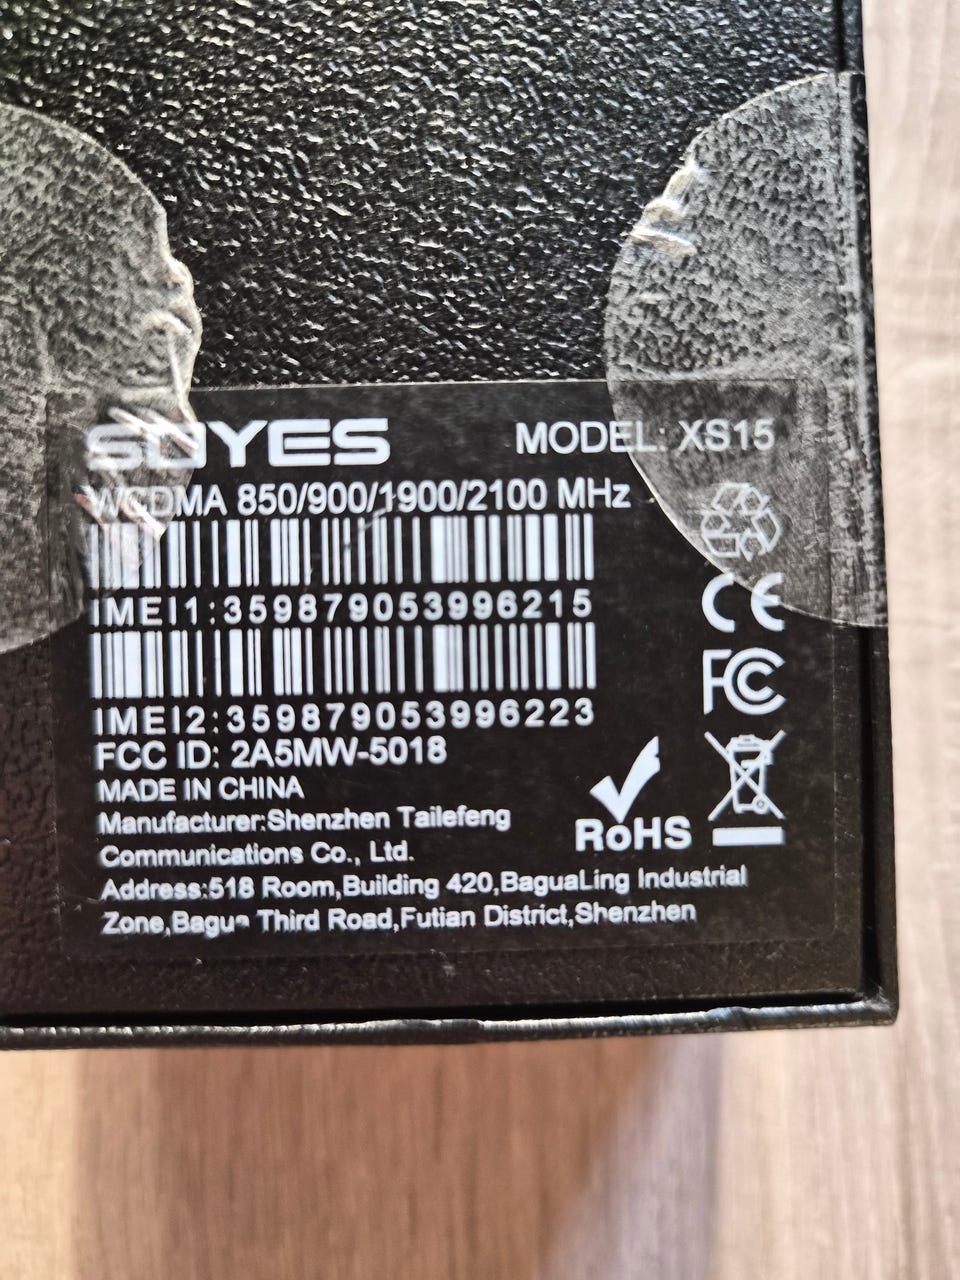 SOYES
MODEL: XS15
WCDMA 850/900/1900/2100 MHz
IMEI1:359879053996215
IMEI2:359879053996223
FCC ID: 2A5MW-5018
MADE IN CHINA
Manufacturer:Shenzhen Tailefeng
Communications Co., Ltd.
Address:518 Room,Building 420,BaguaLing Industrial
Zone,Bagua Third Road,Futian District,Shenzhen
CE
FC
RoHS